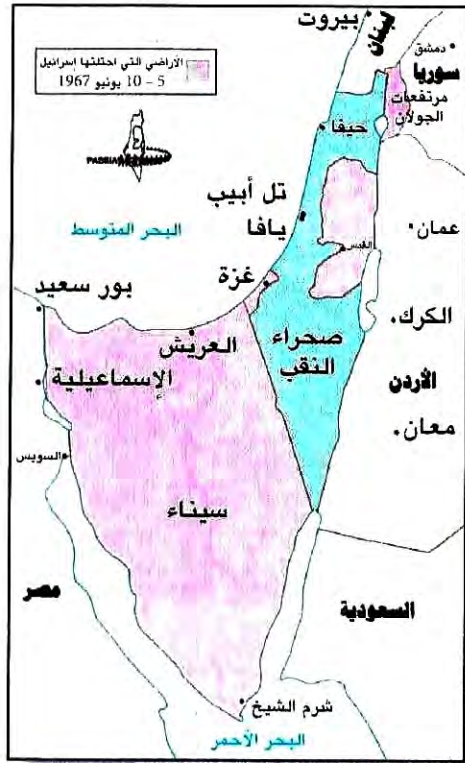 بيروت
لبنان
دمشق
سوريا
مرتفعات
الجولان
الأراضي التي احتلتها إسرائيل
5 - 10 يونيو 1967
PASSIA
حيفا
تل أبيب
يافا
البحر المتوسط
القدس
عمان
غزة
بور سعيد
العريش
صحراء
النقب
الكرك
الأردن
الإسماعيلية
معان
السويس
سيناء
مصر
السعودية
شرم الشيخ
البحر الأحمر